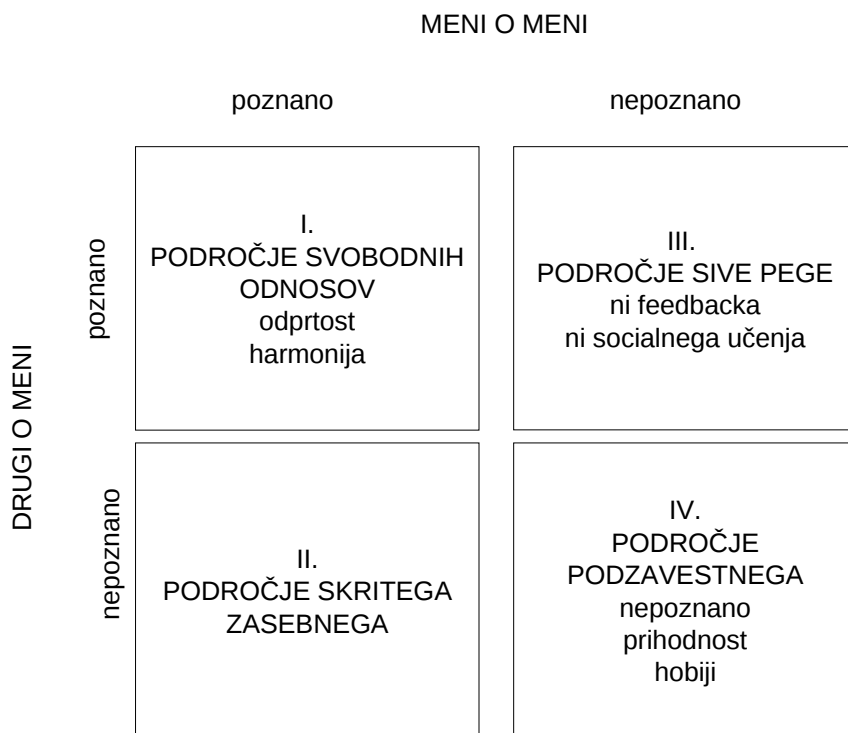 MENI O MENI
poznano
nepoznano
DRUGI O MENI
poznano
I.
PODROČJE SVOBODNIH
ODNOSOV
odprtost
harmonija
III.
PODROČJE SIVE PEGE
ni feedbacka
ni socialnega učenja
nepoznano
II.
PODROČJE SKRITEGA
ZASEBNEGA
IV.
PODROČJE
PODZAVESTNEGA
nepoznano
prihodnost
hobiji